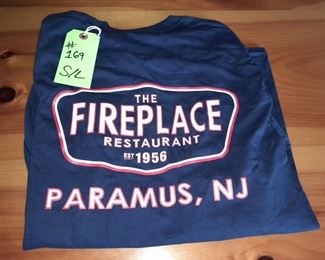 #
169
S/L
THE
FIREPLACE
RESTAURANT
EST 1956
PARAMUS, NJ